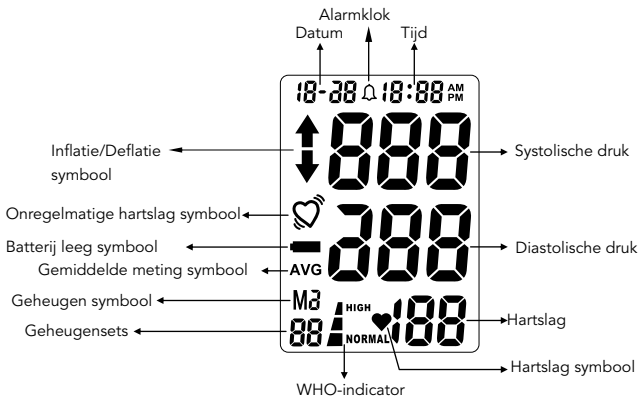 Alarmklok
Datum
Tijd
18-28
18:88
AM
PM
Inflatie/Deflatie
symbool
888
Systolische druk
Onregelmatige hartslag symbool
Batterij leeg symbool
288
Diastolische druk
Gemiddelde meting symbool
AVG
Geheugen symbool
M2
HIGH
Geheugensets
88
NORMAL
188
Hartslag
Hartslag symbool
WHO-indicator